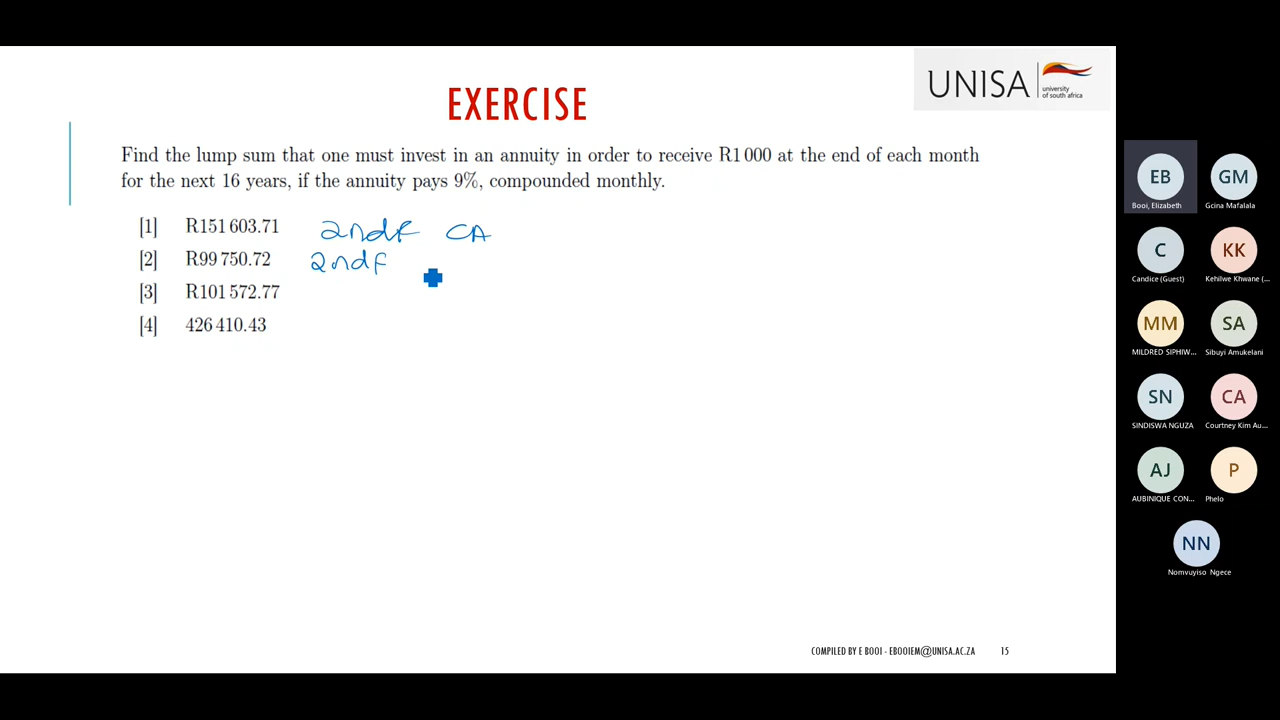 UNISA
university
of south africa
EXERCISE
Find the lump sum that one must invest in an annuity in order to receive R1 000 at the end of each month
for the next 16 years, if the annuity pays 9%, compounded monthly.
[1] R151 603.71 2ndF CA
[2] R99 750.72 2ndF
[3] R101 572.77
[4] 426 410.43
COMPILED BY E BOOI - EBOOIEM@UNISA.AC.ZA 15
EB GM
Booi, Elizabeth Gcina Mafalala
C KK
Candice (Guest) Kehilwe Khwane (...
MM SA
MILDRED SIPHIW... Sibuyi Amukelani
SN CA
SINDISWA NGUZA Courtney Kim Au...
AJ P
AUBINIQUE CON... Phelo
NN
Nomvuyiso Ngece